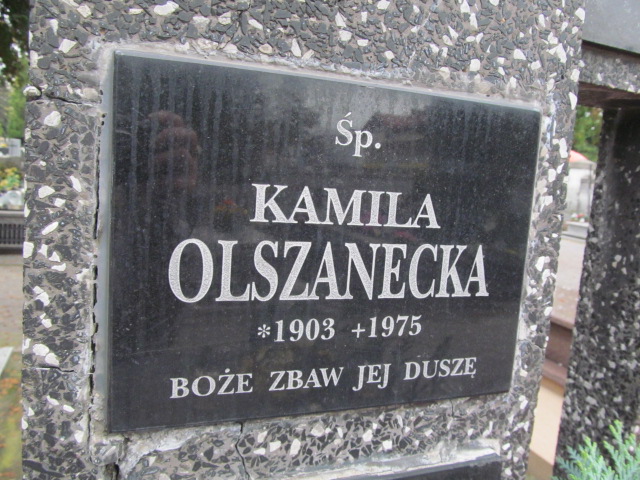 Śp.
KAMILA
OLSZANECKA
*1903 +1975
BOŻE ZBAW JEJ DUSZĘ